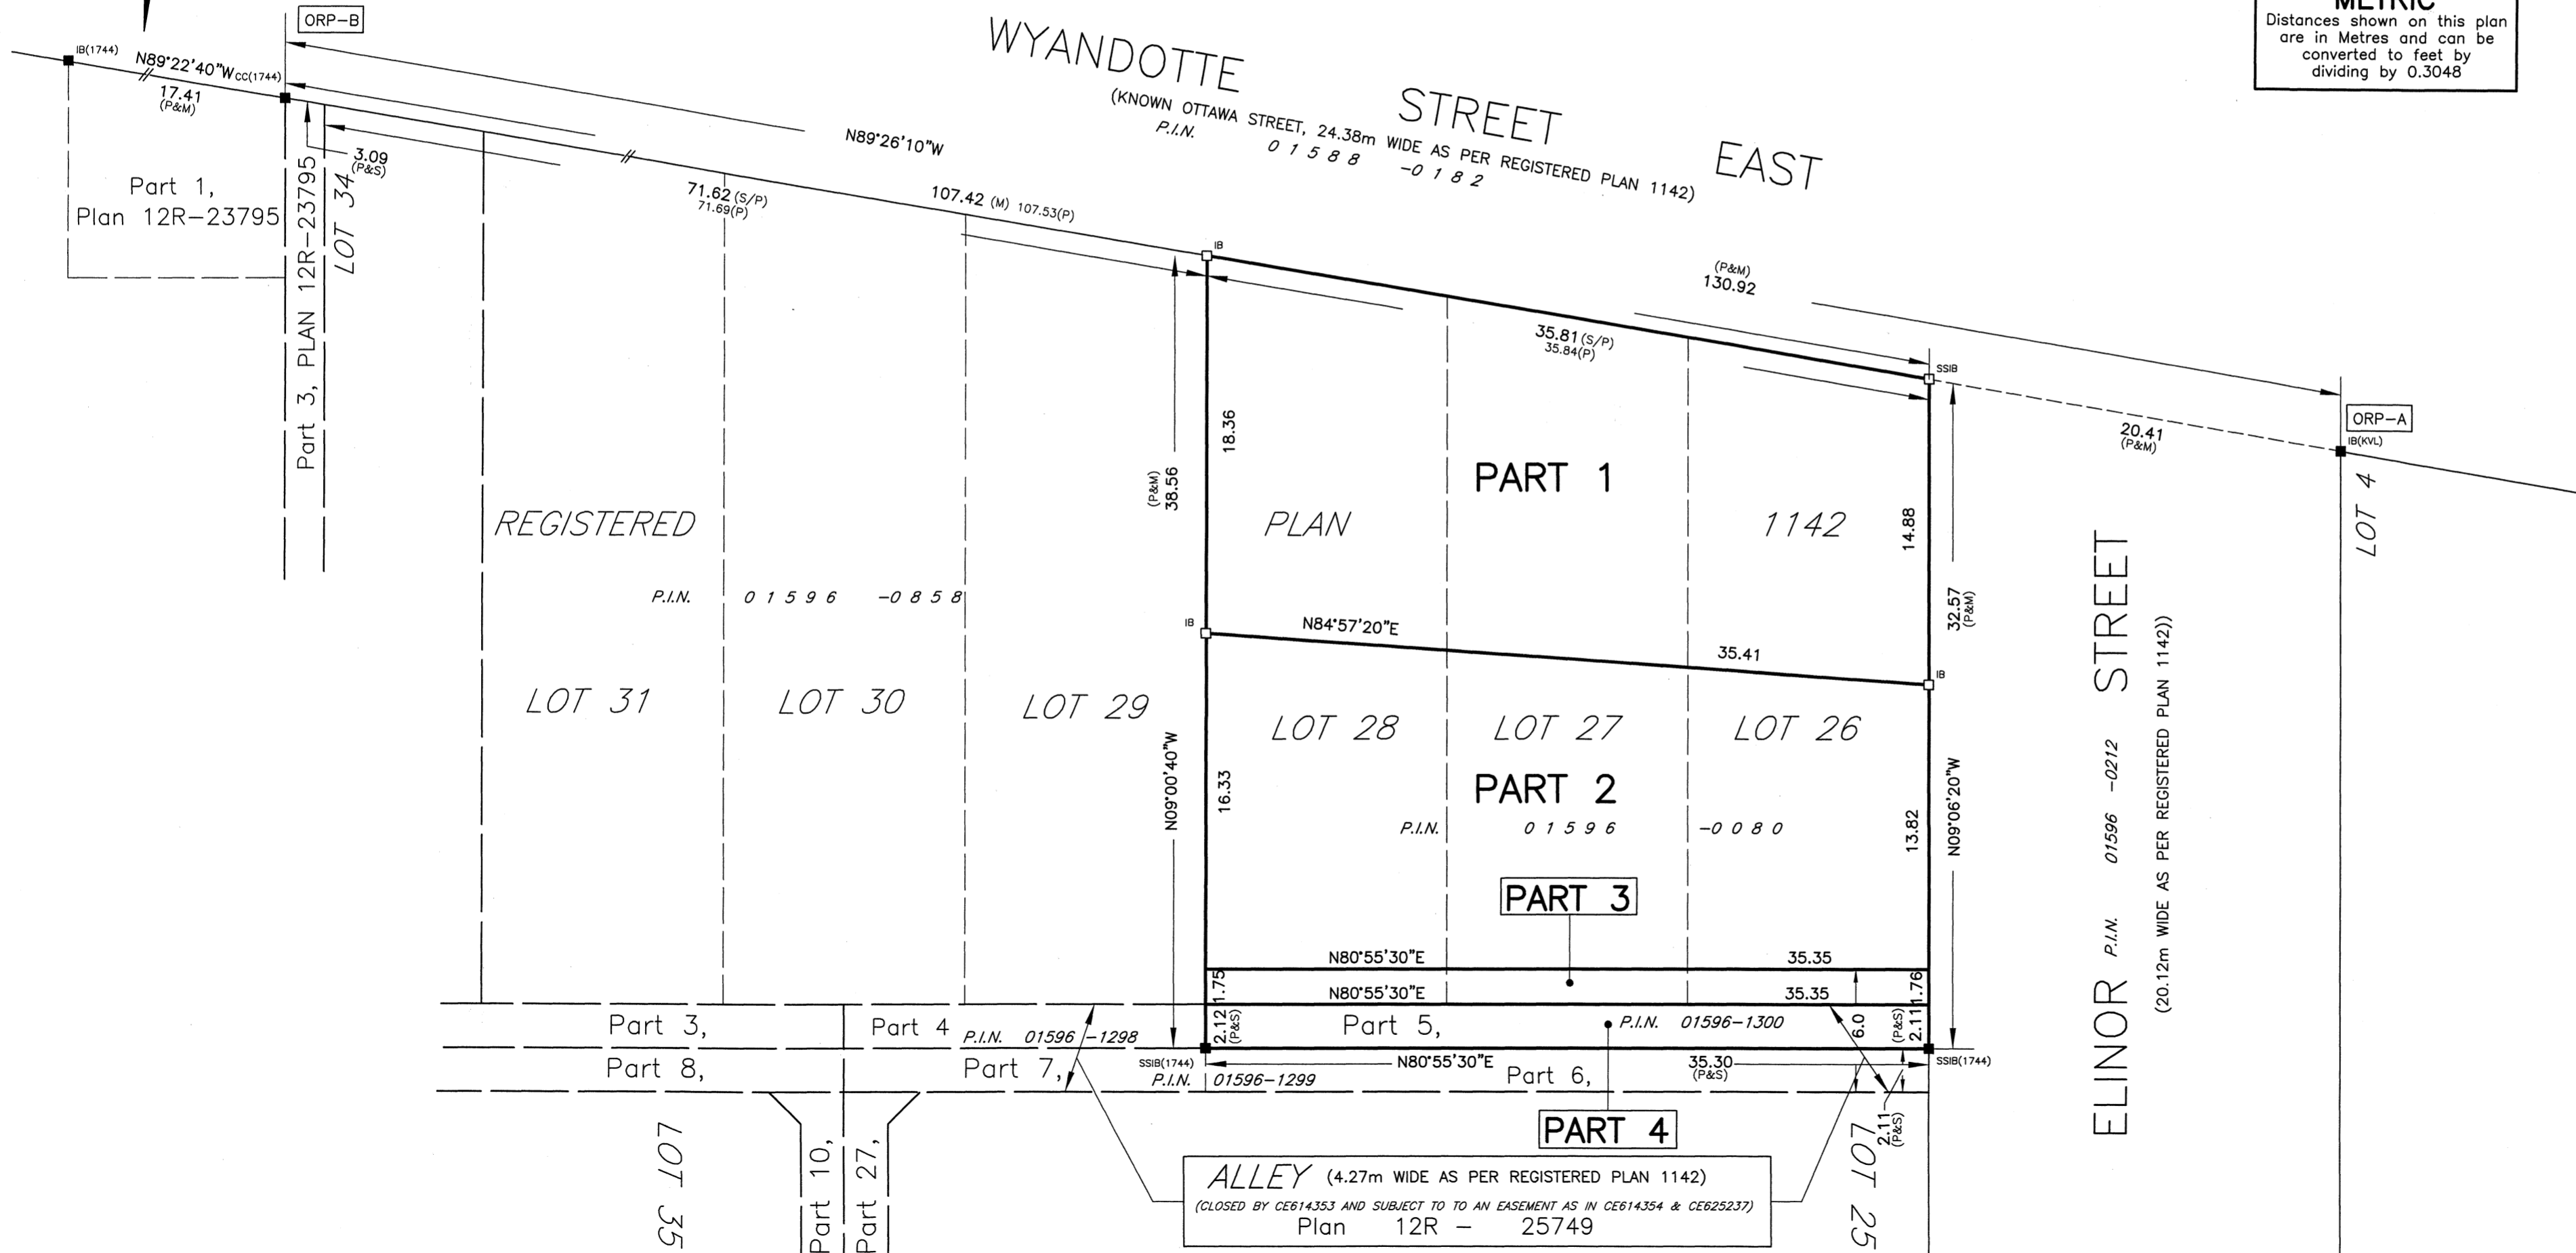 METRIC
Distances shown on this plan
are in Metres and can be
converted to feet by
dividing by 0.3048
ORP-B
IB(1744)
N89°22'40"W
CC(1744)
17.41
(P&M)
3.09
(P&S)
Part 1,
Plan 12R-23795
Part 3, PLAN 12R-23795
LOT 34
N89°26'10"W
WYANDOTTE STREET EAST
(KNOWN OTTAWA STREET, 24.38m WIDE AS PER REGISTERED PLAN 1142)
P.I.N. 01588 -0182
71.62 (S/P)
71.69(P)
107.42 (M) 107.53(P)
IB
(P&M)
130.92
35.81 (S/P)
35.84(P)
SSIB
ORP-A
IB(KVL)
20.41
(P&M)
LOT 4
18.36
(P&M)
38.56
PART 1
14.88
32.57
(P&M)
REGISTERED PLAN 1142
P.I.N. 01596 -0858
IB
N84°57'20"E
35.41
IB
LOT 31
LOT 30
LOT 29
LOT 28
LOT 27
LOT 26
N09°00'40"W
16.33
PART 2
P.I.N. 01596 -0080
13.82
N09°06'20"W
ELINOR STREET
P.I.N. 01596 -0212
(20.12m WIDE AS PER REGISTERED PLAN 1142))
PART 3
N80°55'30"E
35.35
1.75
1.76
N80°55'30"E
35.35
Part 3,
Part 4
P.I.N. 01596 -1298
2.12
(P&S)
Part 5,
P.I.N. 01596-1300
6.0
(P&S)
2.11
Part 8,
Part 7,
SSIB(1744)
N80°55'30"E
35.30
(P&S)
SSIB(1744)
P.I.N. 01596-1299
Part 6,
2.11
(P&S)
PART 4
LOT 35
Part 10,
Part 27,
LOT 25
ALLEY (4.27m WIDE AS PER REGISTERED PLAN 1142)
(CLOSED BY CE614353 AND SUBJECT TO TO AN EASEMENT AS IN CE614354 & CE625237)
Plan 12R - 25749